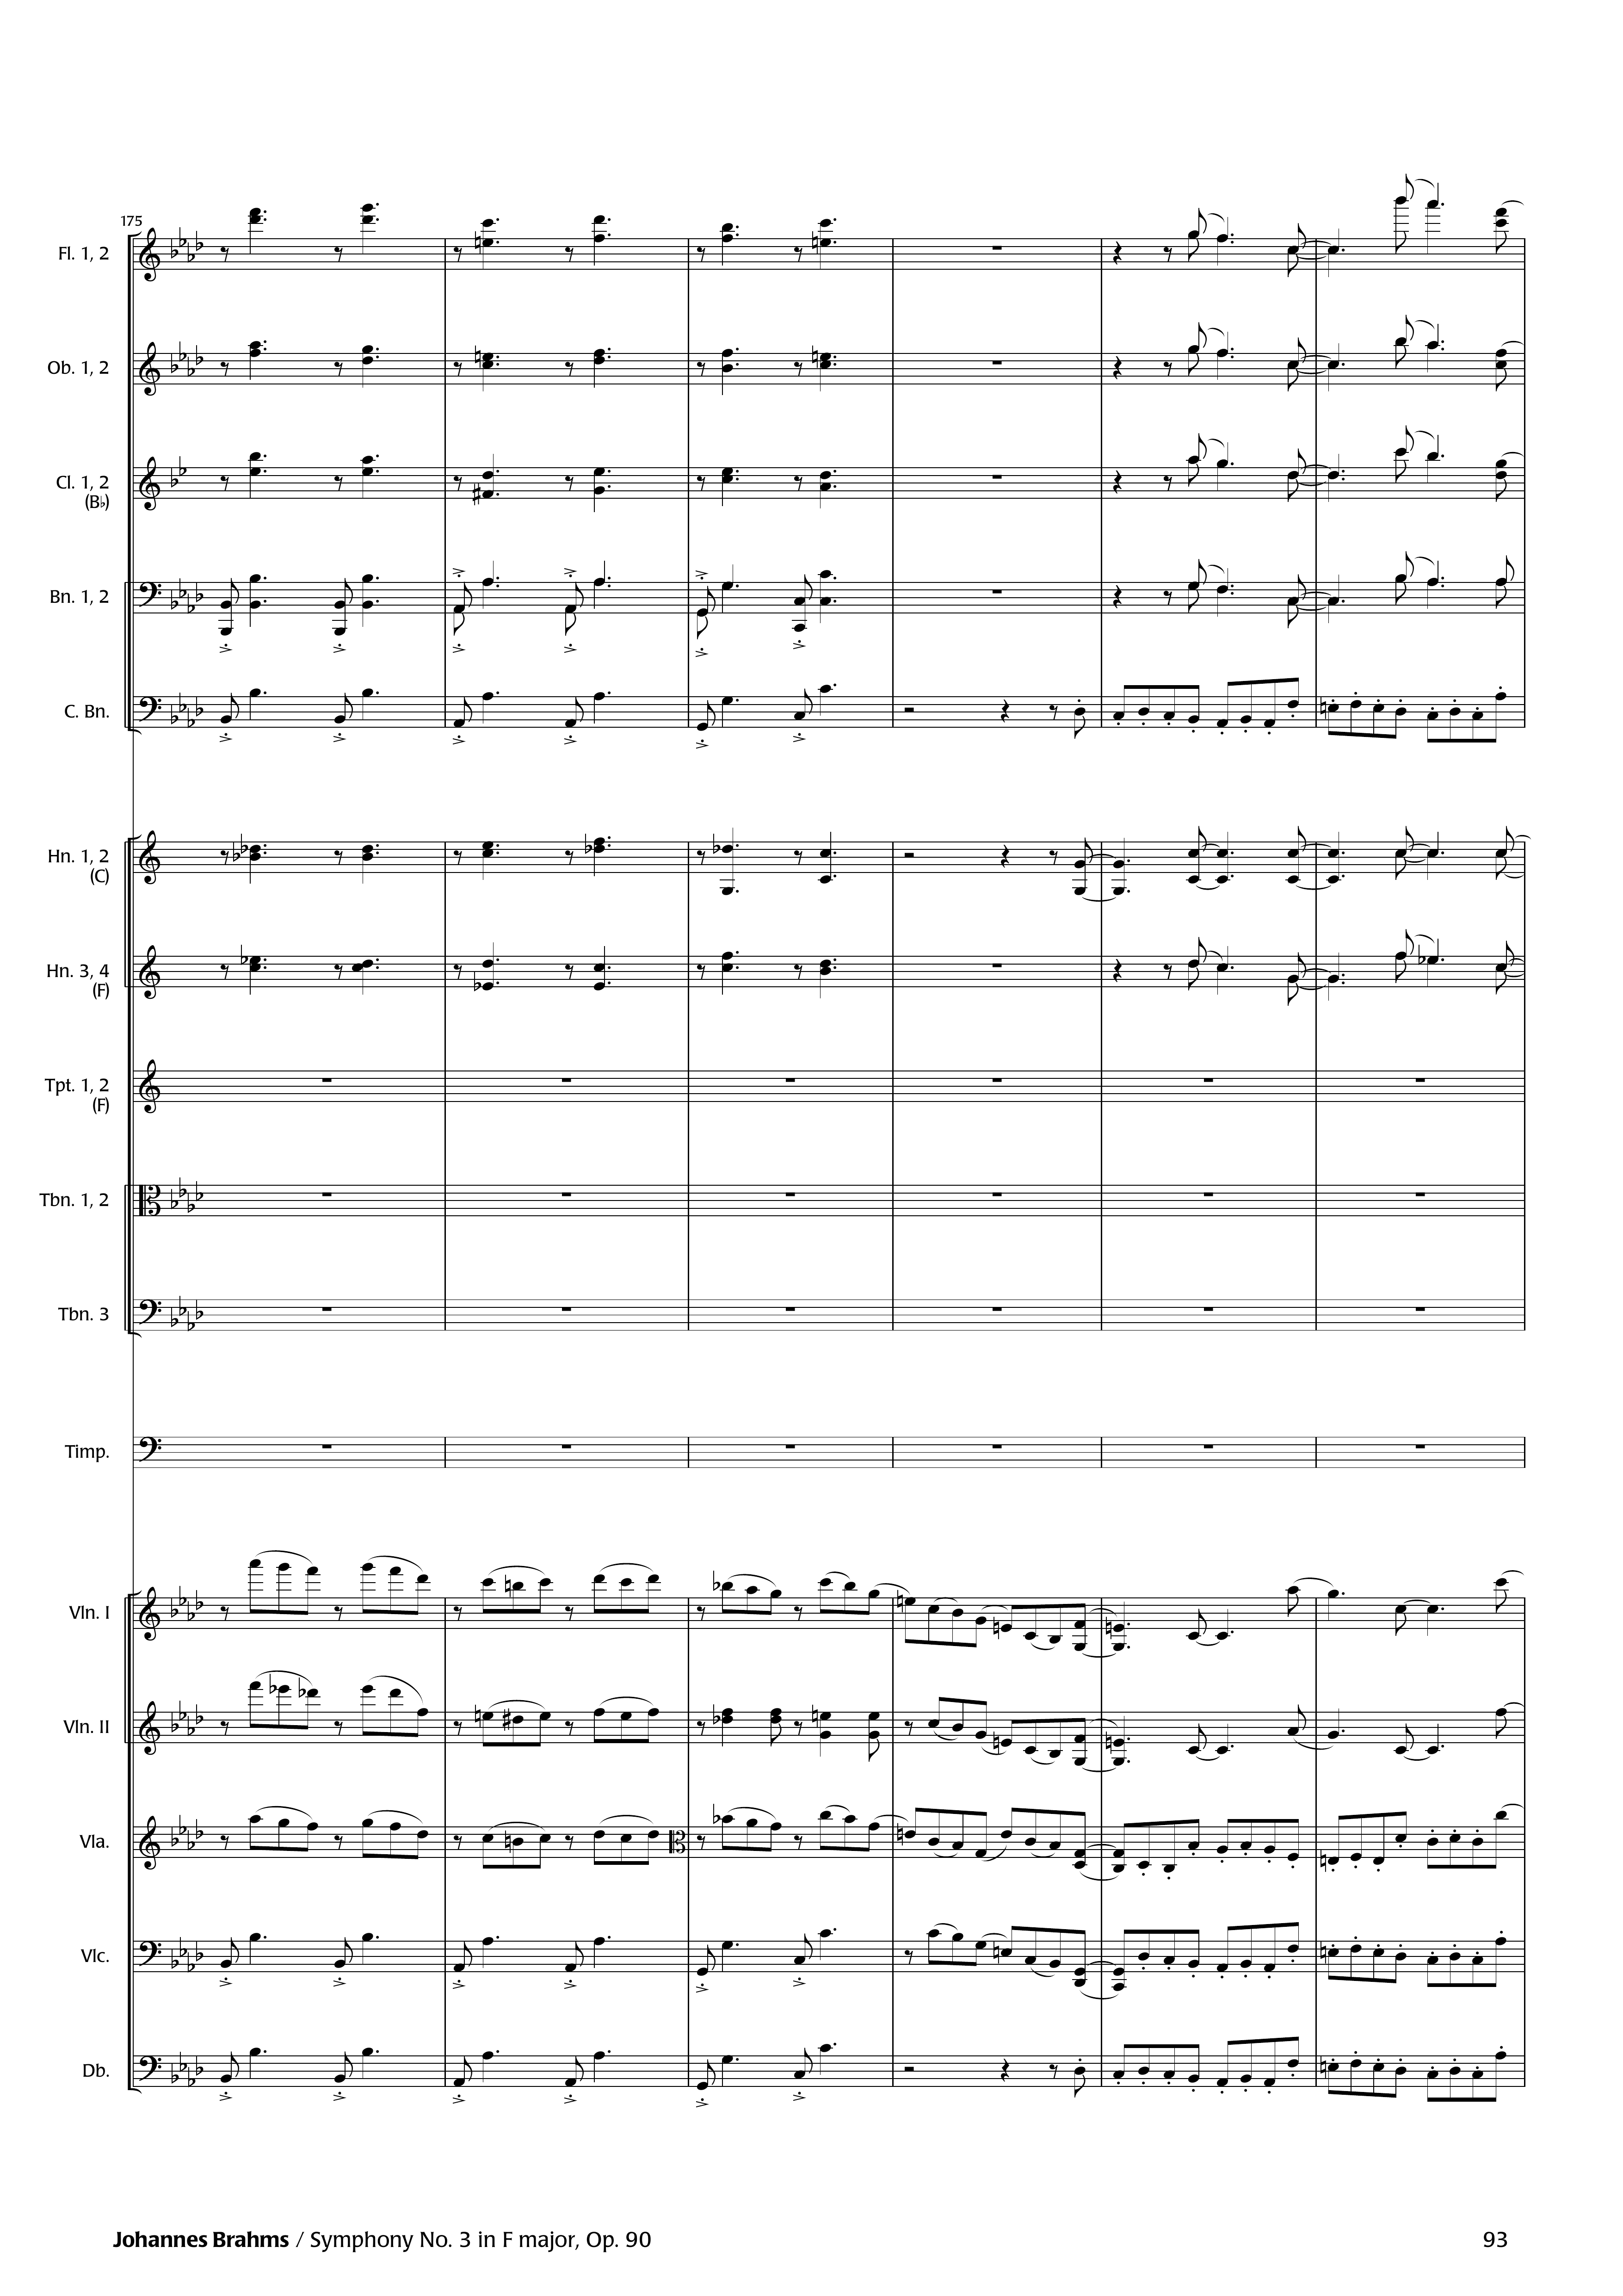 175
Fl. 1, 2
Ob. 1, 2
Cl. 1, 2
(B♭)
Bn. 1, 2
C. Bn.
Hn. 1, 2
(C)
Hn. 3, 4
(F)
Tpt. 1, 2
(F)
Tbn. 1, 2
Tbn. 3
Timp.
Vln. I
Vln. II
Vla.
Vlc.
Db.
Johannes Brahms / Symphony No. 3 in F major, Op. 90
93